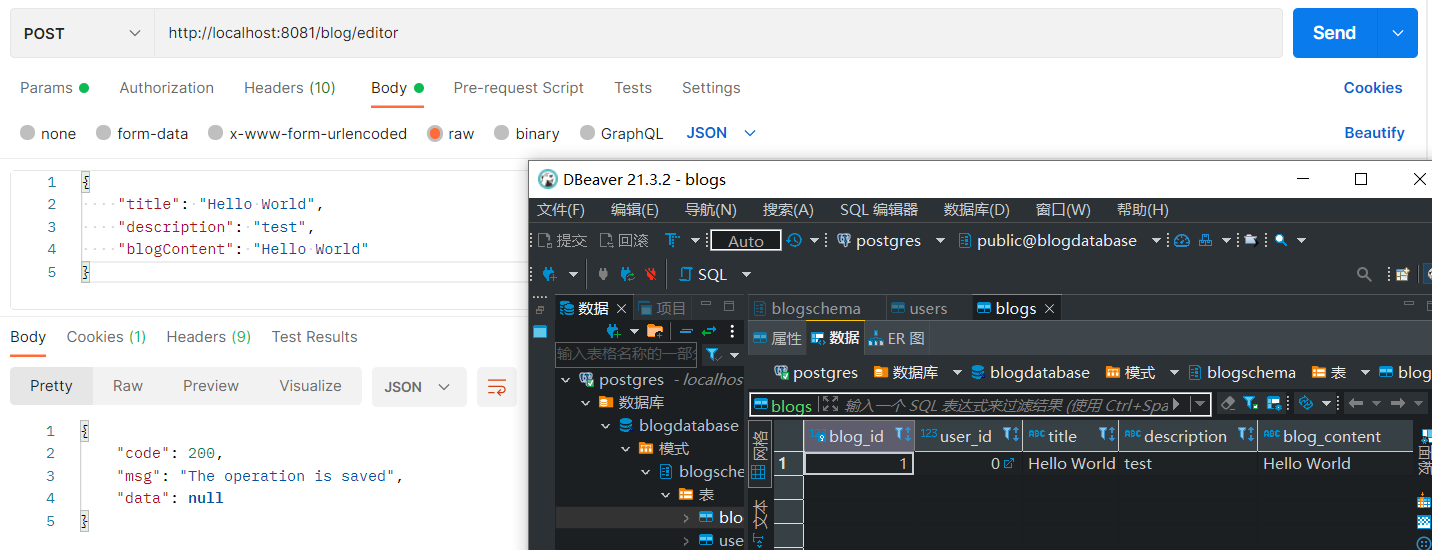 POST http://localhost:8081/blog/editor Send
Params Authorization Headers (10) Body Pre-request Script Tests Settings Cookies
none form-data x-www-form-urlencoded raw binary GraphQL JSON Beautify
1 {
2 "title": "Hello World",
3 "description": "test",
4 "blogContent": "Hello World"
5 }
Body Cookies (1) Headers (9) Test Results
Pretty Raw Preview Visualize JSON
1 {
2 "code": 200,
3 "msg": "The operation is saved",
4 "data": null
5 }
DBeaver 21.3.2 - blogs
文件(F) 编辑(E) 导航(N) 搜索(A) SQL 编辑器 数据库(D) 窗口(W) 帮助(H)
提交 回滚 Auto postgres public@blogdatabase
SQL
数据 项目
输入表格名称的一部分
postgres - localhos
数据库
blogdatabase
模式
blogschem
表
blo
use
blogschema users blogs
属性 数据 ER 图
postgres 数据库 blogdatabase 模式 blogschema 表 blog
blogs 输入一个 SQL 表达式来过滤结果 (使用 Ctrl+Spa
网格
文本
123 blog_id 123 user_id ABC title ABC description ABC blog_content
1 1 0 Hello World test Hello World
面板